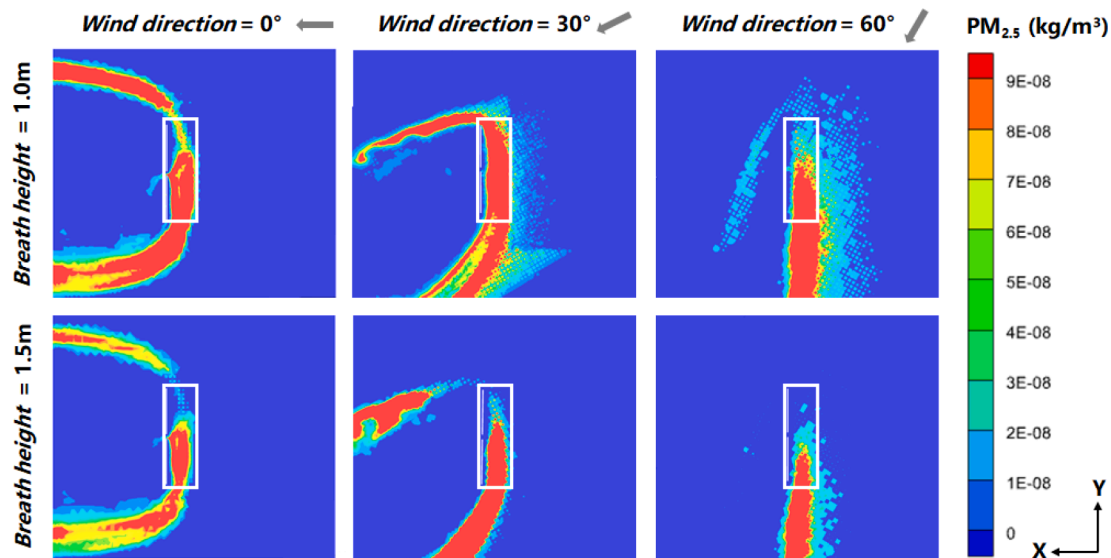 Wind direction = 0°
Wind direction = 30°
Wind direction = 60°
PM2.5 (kg/m³)
Breath height = 1.0m
Breath height = 1.5m
9E-08
8E-08
7E-08
6E-08
5E-08
4E-08
3E-08
2E-08
1E-08
0
Y
X